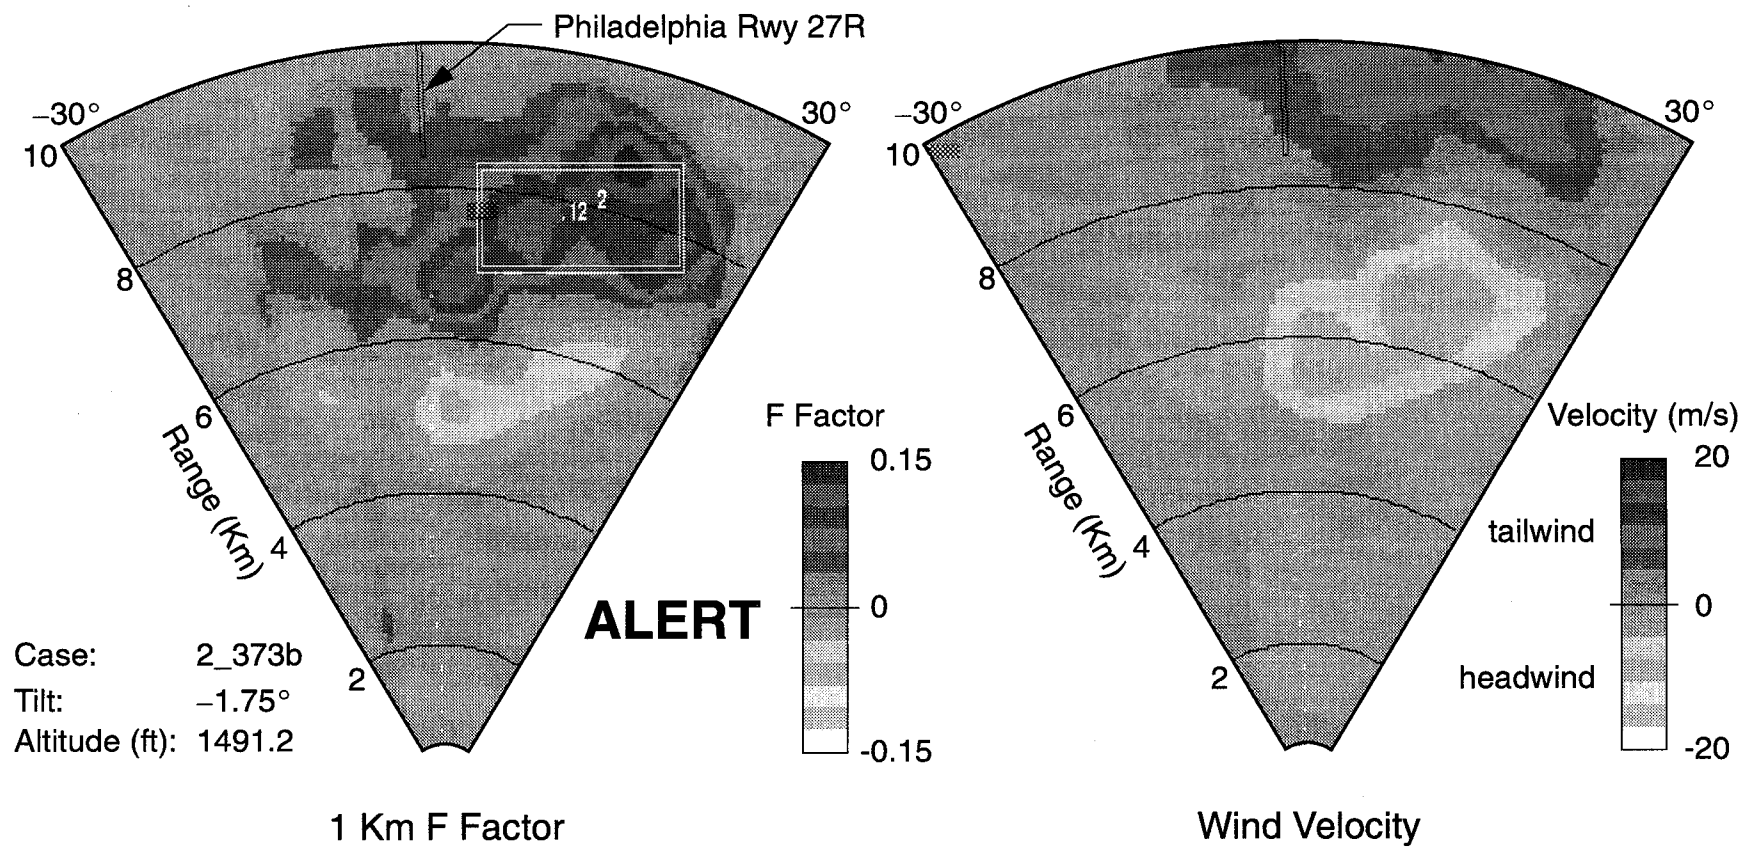 Philadelphia Rwy 27R
−30°
30°
10
8
6
4
2
Range (Km)
.12
2
F Factor
0.15
0
-0.15
ALERT
Case: 2_373b
Tilt: −1.75°
Altitude (ft): 1491.2
1 Km F Factor
−30°
30°
10
8
6
4
2
Range (Km)
Velocity (m/s)
20
tailwind
0
headwind
-20
Wind Velocity